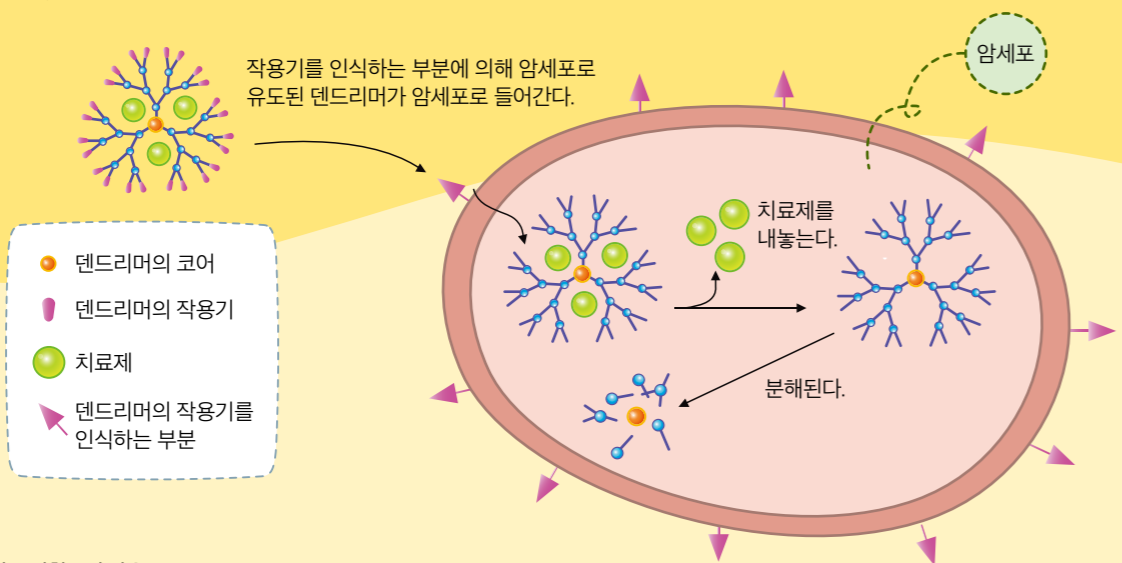 작용기를 인식하는 부분에 의해 암세포로
유도된 덴드리머가 암세포로 들어간다.
암세포
치료제를
내놓는다.
분해된다.
덴드리머의 코어
덴드리머의 작용기
치료제
덴드리머의 작용기를
인식하는 부분